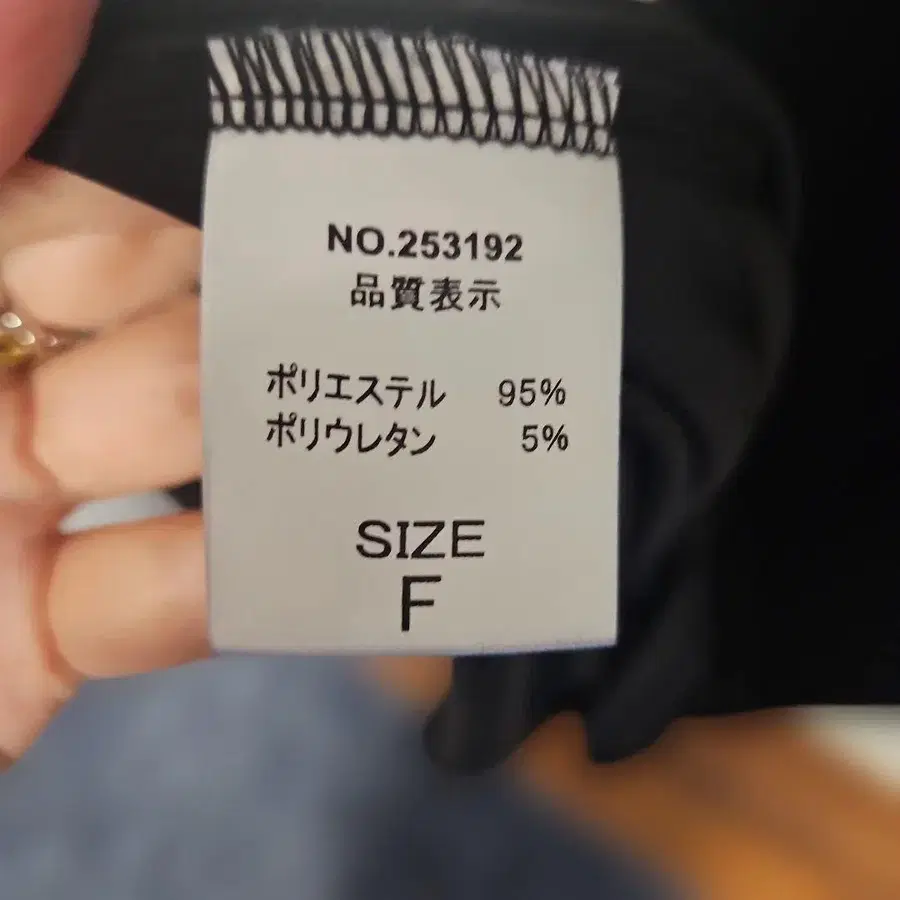 NO.253192
品質表示
ポリエステル 95%
ポリウレタン 5%
SIZE
F